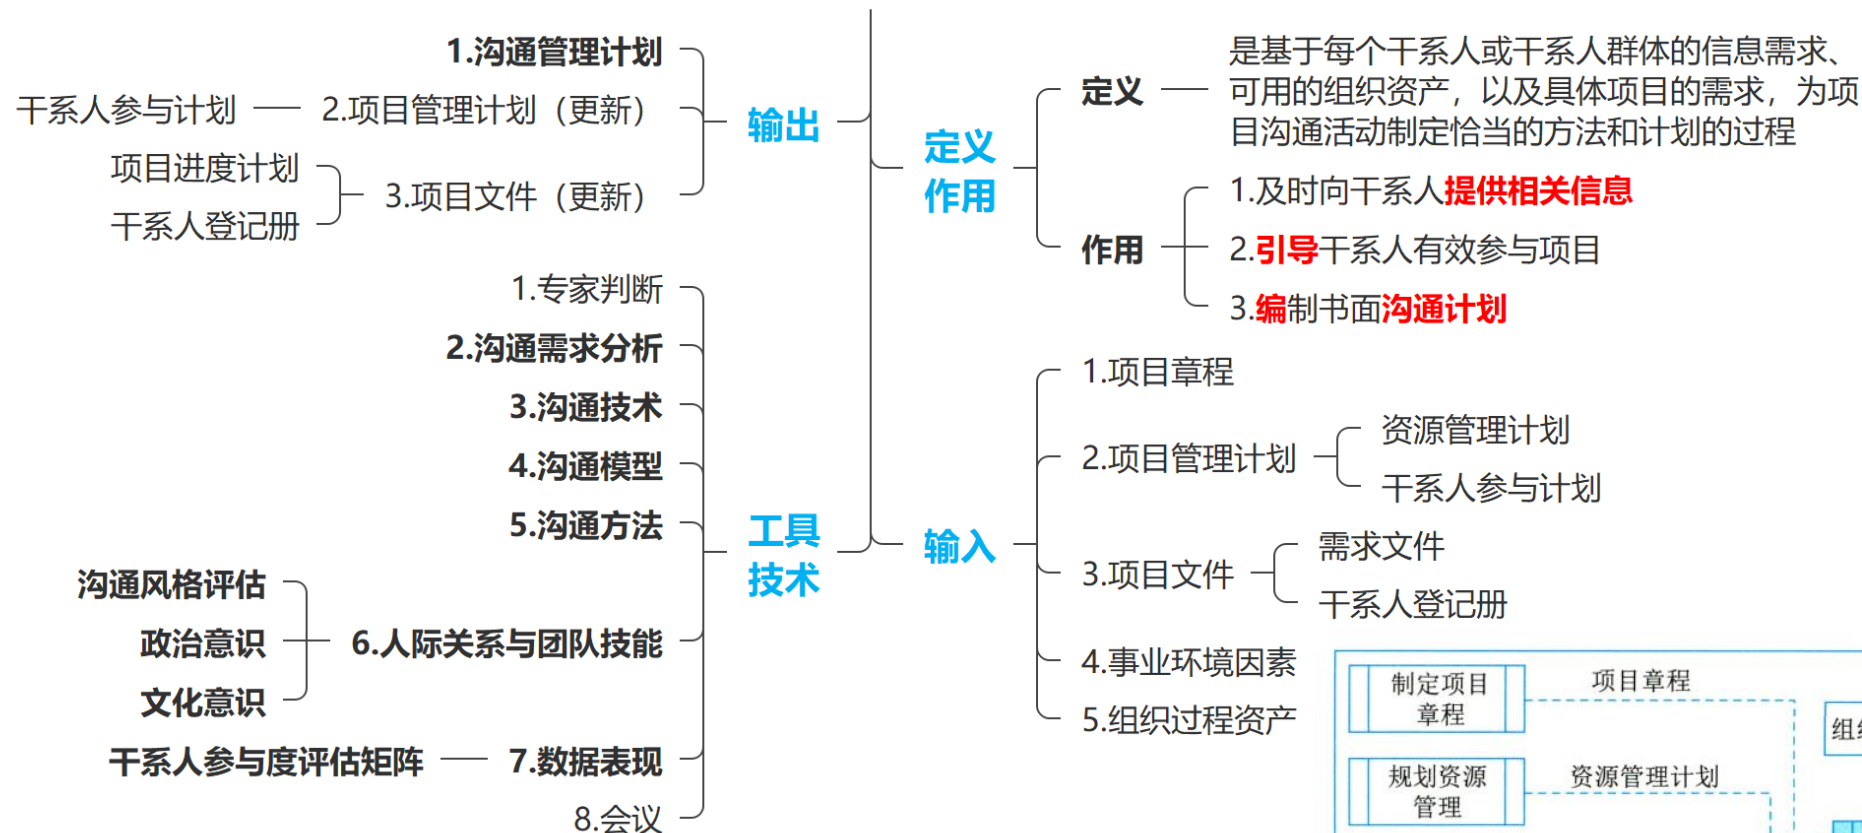 1.沟通管理计划
干系人参与计划
2.项目管理计划（更新）
项目进度计划
干系人登记册
3.项目文件（更新）
输出
1.专家判断
2.沟通需求分析
3.沟通技术
4.沟通模型
5.沟通方法
沟通风格评估
政治意识
文化意识
6.人际关系与团队技能
干系人参与度评估矩阵
7.数据表现
8.会议
工具
技术
定义
作用
定义
是基于每个干系人或干系人群体的信息需求、
可用的组织资产，以及具体项目的需求，为项
目沟通活动制定恰当的方法和计划的过程
作用
1.及时向干系人提供相关信息
2.引导干系人有效参与项目
3.编制书面沟通计划
输入
1.项目章程
2.项目管理计划
资源管理计划
干系人参与计划
3.项目文件
需求文件
干系人登记册
4.事业环境因素
5.组织过程资产
制定项目
章程
项目章程
规划资源
管理
资源管理计划